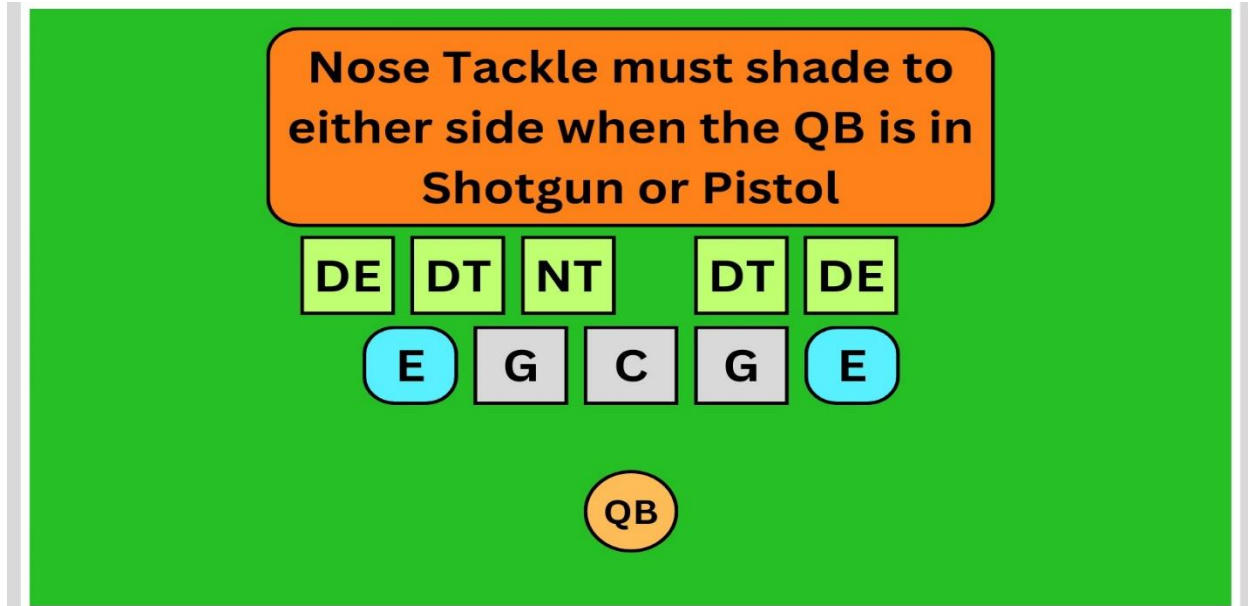 Nose Tackle must shade to
either side when the QB is in
Shotgun or Pistol
DE DT NT DT DE
E G C G E
QB